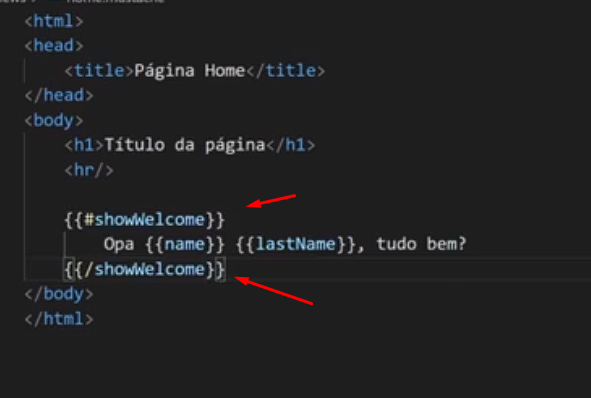 home.mustache
<html>
<head>
<title>Página Home</title>
</head>
<body>
<h1>Título da página</h1>
<hr/>
{{#showWelcome}}
Opa {{name}} {{lastName}}, tudo bem?
{{/showWelcome}}
</body>
</html>